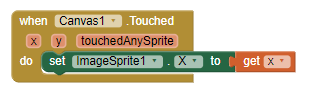 when Canvas1 .Touched
x y touchedAnySprite
do set ImageSprite1 . X to get x